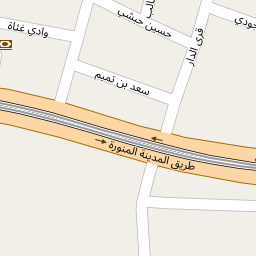 حسين حبشي
وادي غثاة
قرى الدار
سعد بن تميم
طريق المدينة المنورة